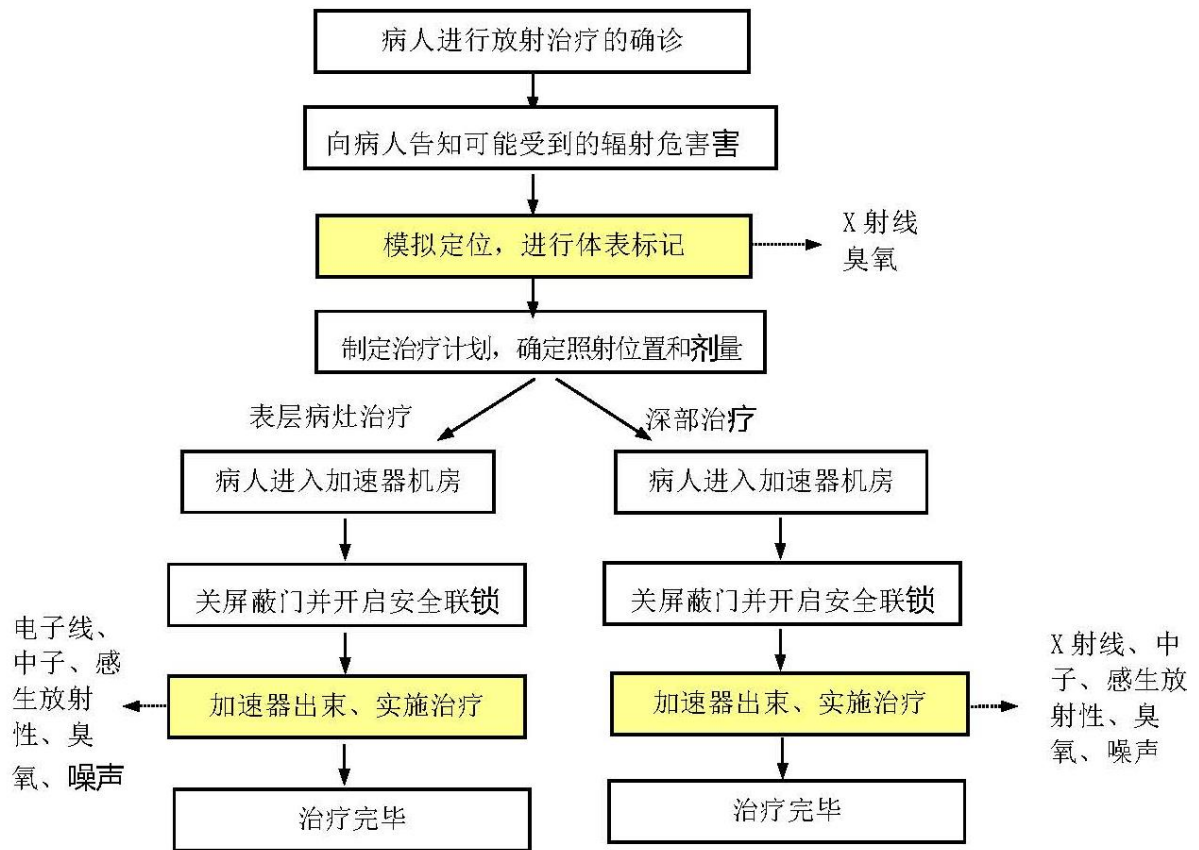 病人进行放射治疗的确诊
向病人告知可能受到的辐射危害害
模拟定位，进行体表标记
X 射线
臭氧
制定治疗计划，确定照射位置和剂量
表层病灶治疗
深部治疗
病人进入加速器机房
病人进入加速器机房
关屏蔽门并开启安全联锁
关屏蔽门并开启安全联锁
电子线、
中子、感
生放射
性、臭
氧、噪声
加速器出束、实施治疗
加速器出束、实施治疗
X 射线、中
子、感生放
射性、臭
氧、噪声
治疗完毕
治疗完毕